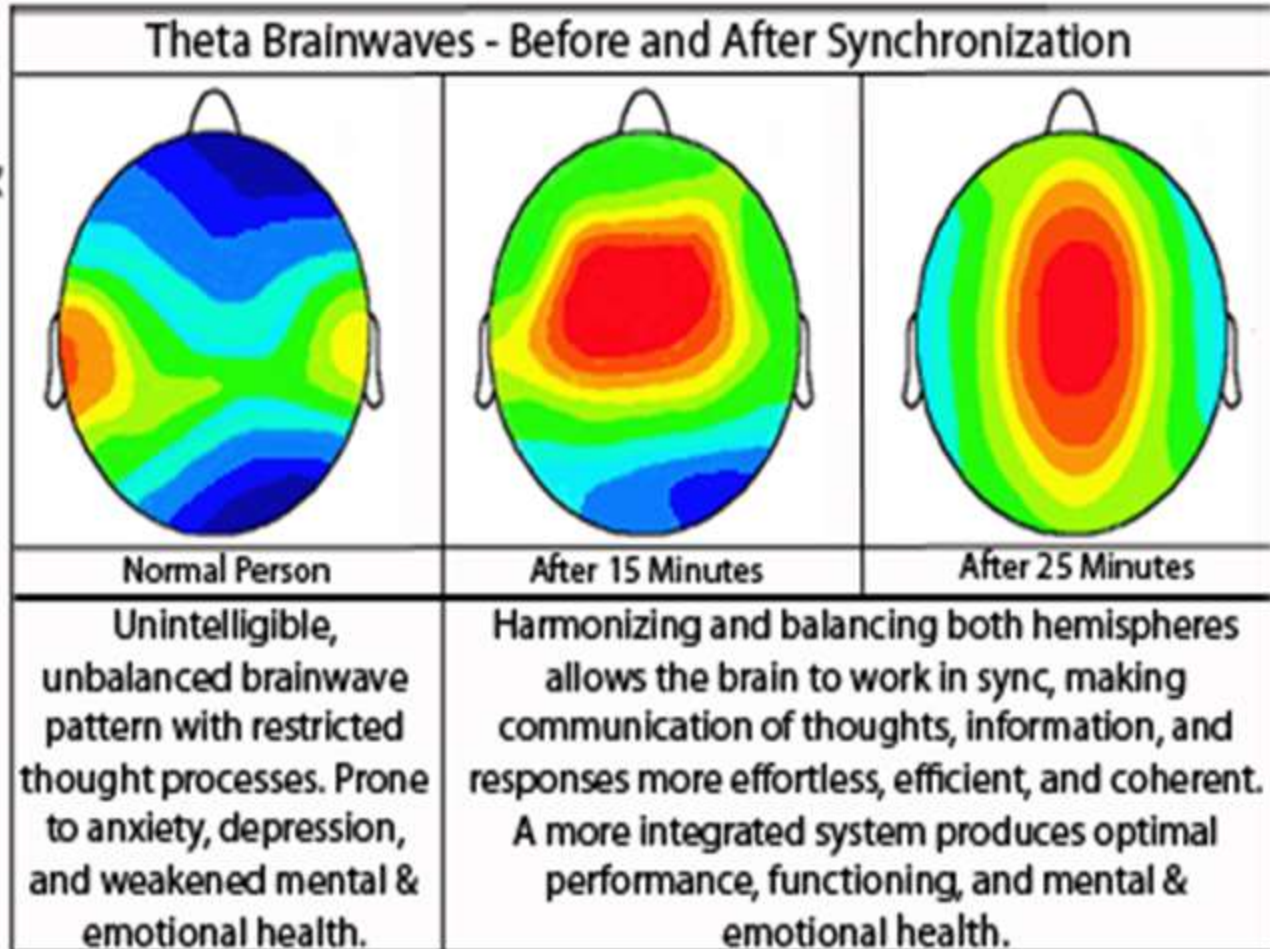 Theta Brainwaves - Before and After Synchronization
Normal Person
After 15 Minutes
After 25 Minutes
Unintelligible,
unbalanced brainwave
pattern with restricted
thought processes. Prone
to anxiety, depression,
and weakened mental &
emotional health.
Harmonizing and balancing both hemispheres
allows the brain to work in sync, making
communication of thoughts, information, and
responses more effortless, efficient, and coherent.
A more integrated system produces optimal
performance, functioning, and mental &
emotional health.